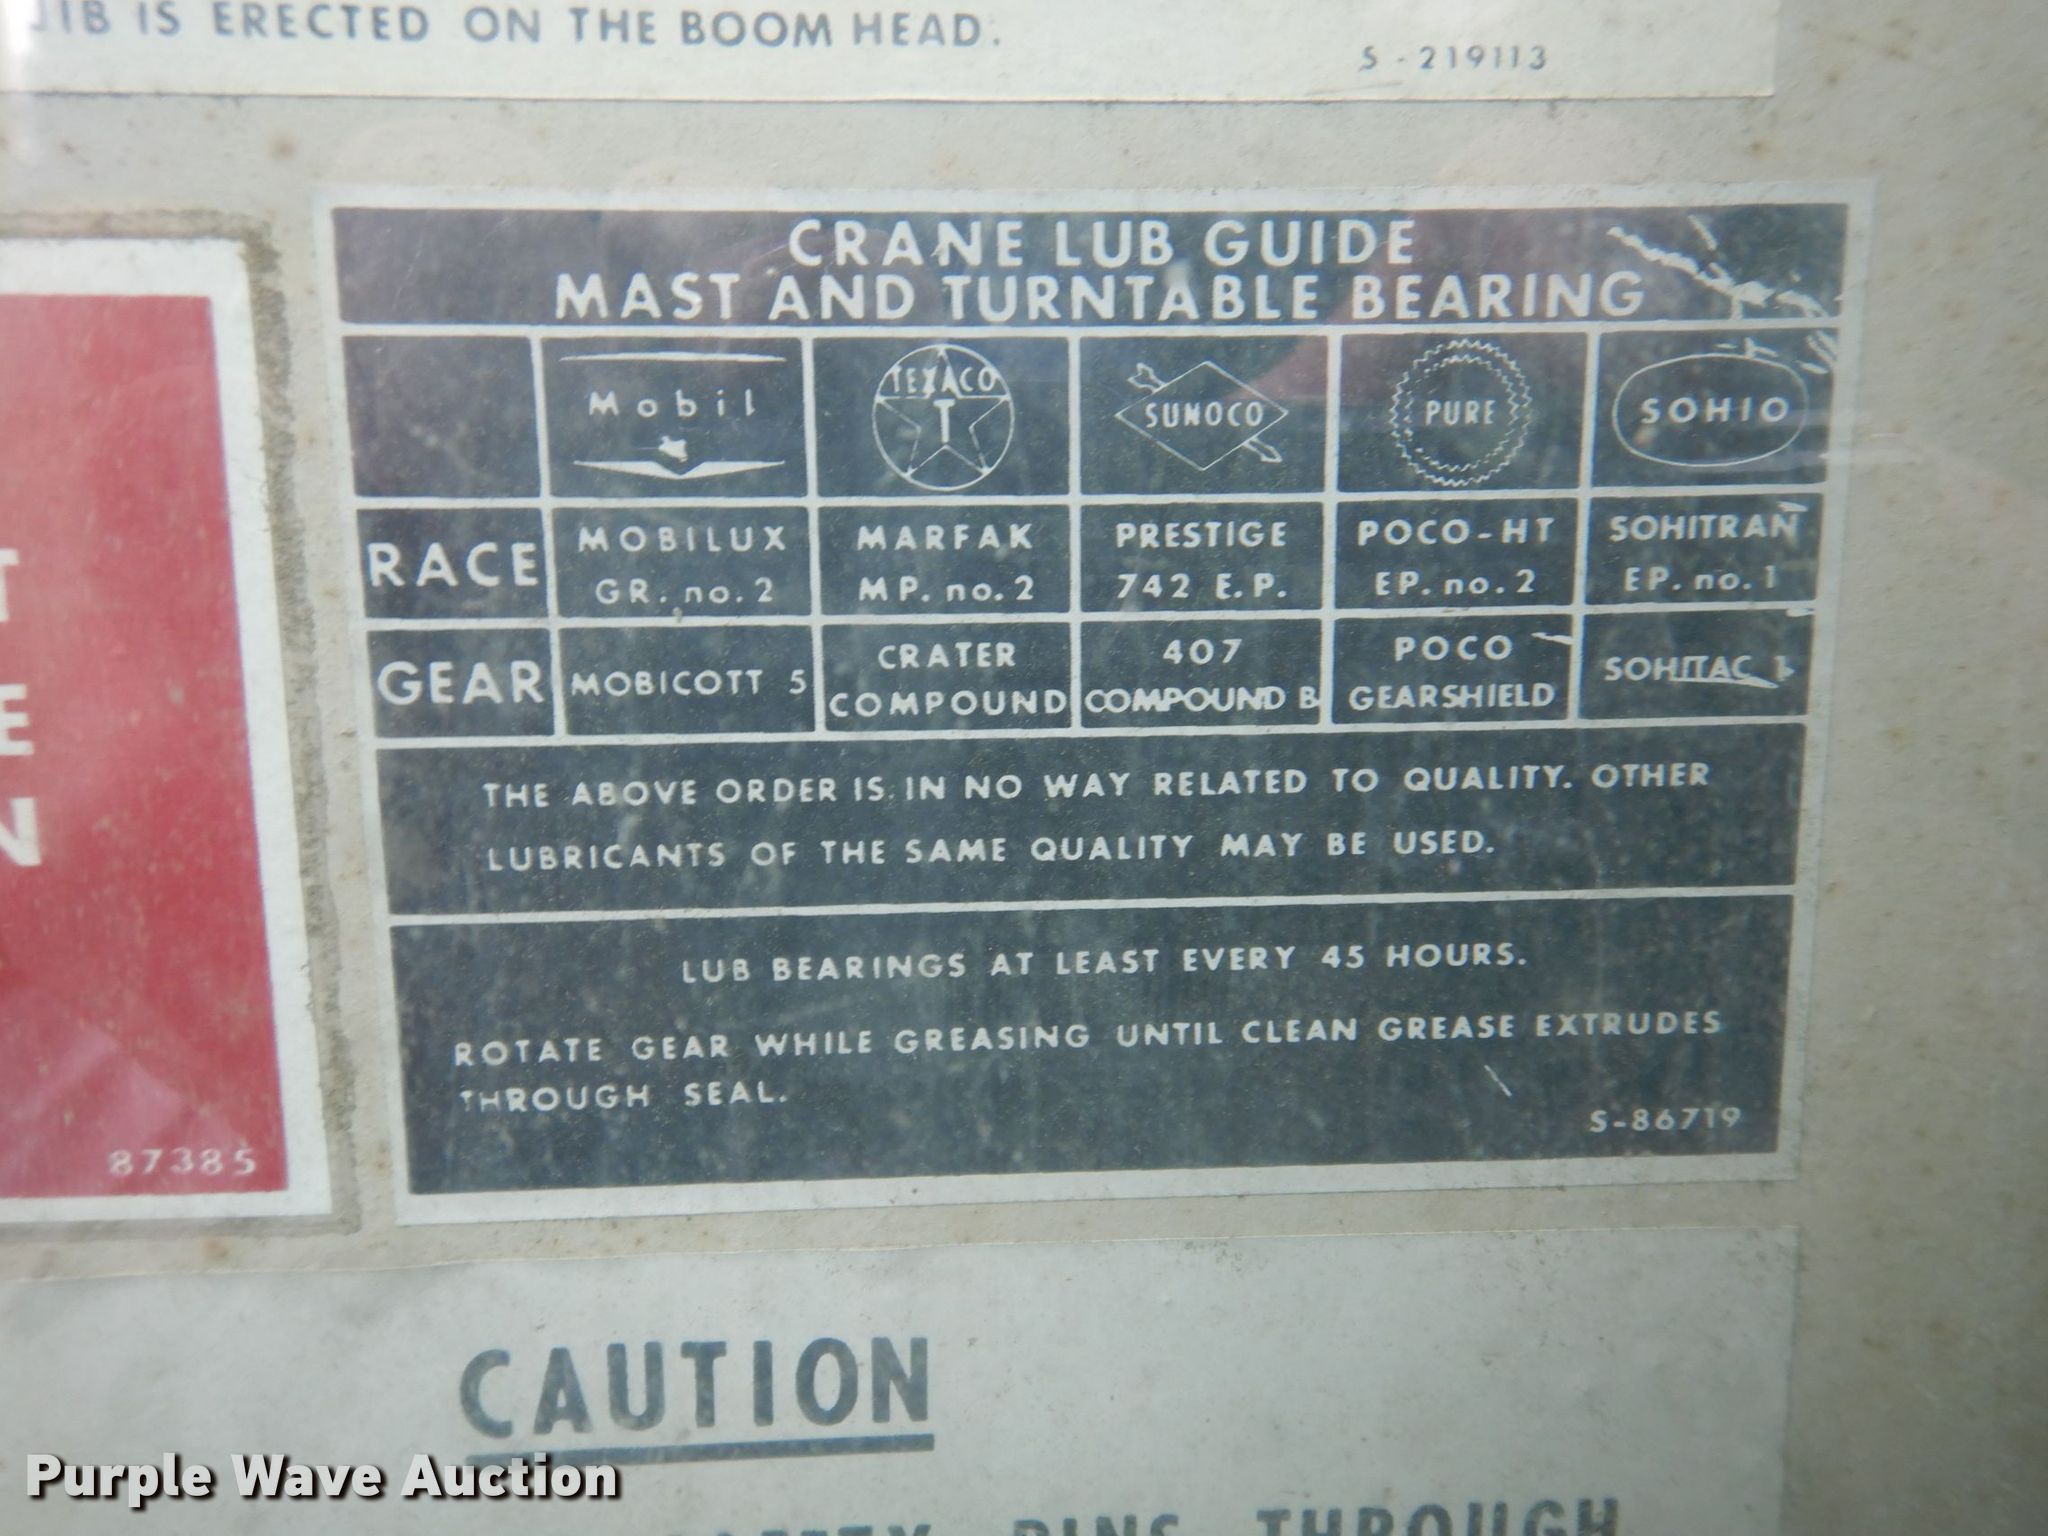 JIB IS ERECTED ON THE BOOM HEAD.
S - 219113
CRANE LUB GUIDE
MAST AND TURNTABLE BEARING
Mobil
TEXACO
T
SUNOCO
PURE
SOHIO
RACE
MOBILUX
GR. no. 2
MARFAK
MP. no. 2
PRESTIGE
742 E.P.
POCO-HT
EP. no. 2
SOHITRAN
EP. no. 1
GEAR
MOBICOTT 5
CRATER
COMPOUND
407
COMPOUND B
POCO
GEARSHIELD
SOHITAC 1
THE ABOVE ORDER IS IN NO WAY RELATED TO QUALITY. OTHER
LUBRICANTS OF THE SAME QUALITY MAY BE USED.
LUB BEARINGS AT LEAST EVERY 45 HOURS.
ROTATE GEAR WHILE GREASING UNTIL CLEAN GREASE EXTRUDES
THROUGH SEAL.
S-86719
T
E
N
87385
CAUTION
PINS THROUGH
Purple Wave Auction